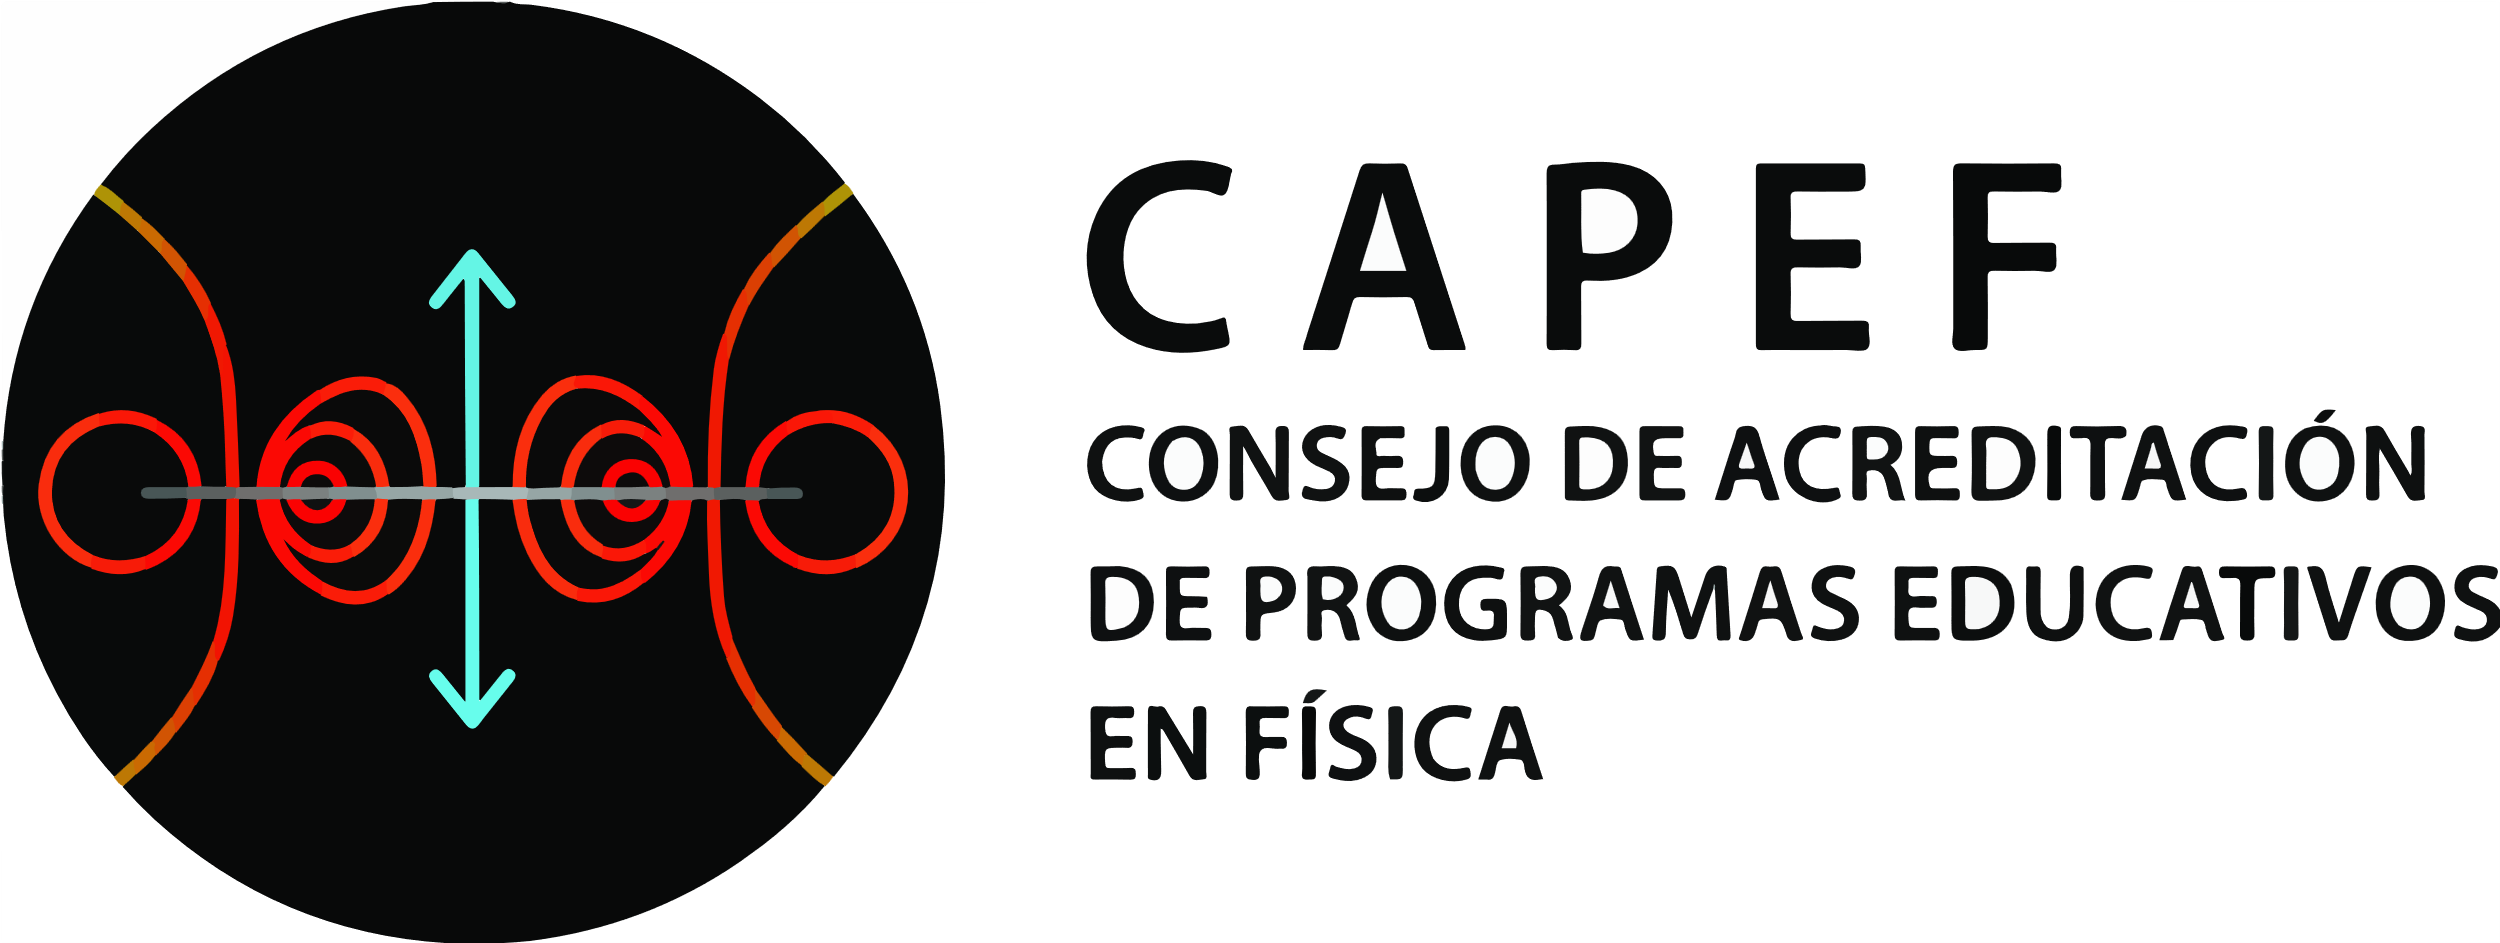 CAPEF
CONSEJO DE ACREDITACIÓN
DE PROGRAMAS EDUCATIVOS
EN FÍSICA